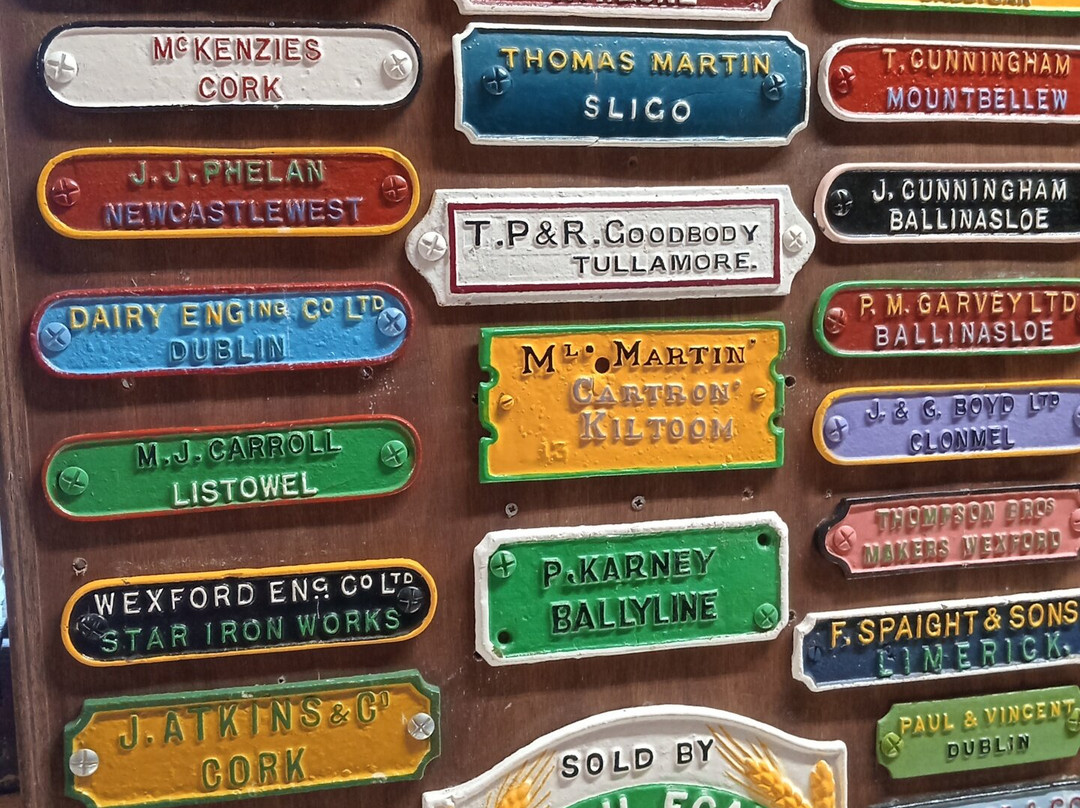 McKENZIES
CORK
J.J. PHELAN
NEWCASTLEWEST
DAIRY ENGING CO LTD
DUBLIN
M.J. CARROLL
LISTOWEL
WEXFORD ENG. CO LTD
STAR IRON WORKS
J. ATKINS & CO
CORK
THOMAS MARTIN
SLIGO
T.P & R. GOODBODY
TULLAMORE.
ML. MARTIN
CARTRON
KILTOOM
13
P. KARNEY
BALLYLINE
SOLD BY
T. CUNNINGHAM
MOUNTBELLEW
J. CUNNINGHAM
BALLINASLOE
P.M. GARVEY LTD
BALLINASLOE
J. & G. BOYD LTD
CLONMEL
THOMPSON BROS
MAKERS WEXFORD
F. SPAIGHT & SONS
LIMERICK.
PAUL & VINCENT
DUBLIN